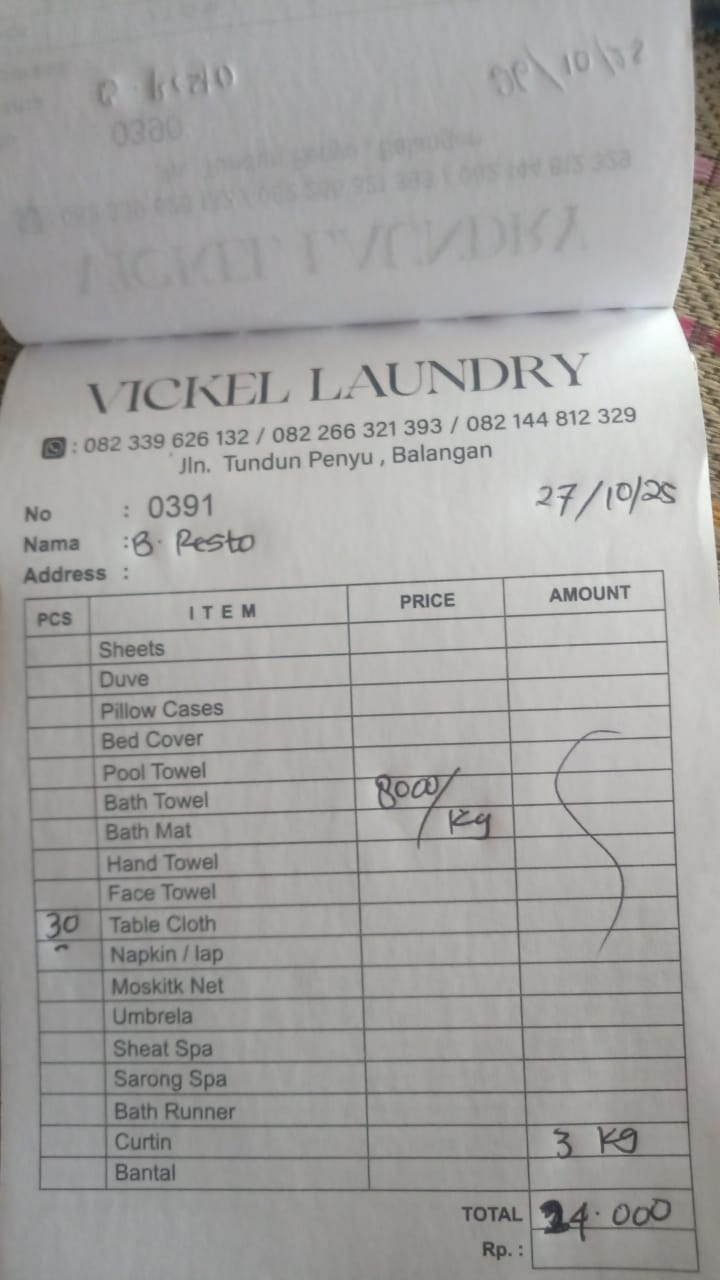 VICKEL LAUNDRY
: 082 339 626 132 / 082 266 321 393 / 082 144 812 329
Jln. Tundun Penyu , Balangan
No : 0391
27/10/25
Nama : B. Resto
Address :
PCS ITEM PRICE AMOUNT
Sheets
Duve
Pillow Cases
Bed Cover
Pool Towel
Bath Towel 8000/
Bath Mat Kg
Hand Towel
Face Towel
30 Table Cloth
Napkin / lap
Moskitk Net
Umbrela
Sheat Spa
Sarong Spa
Bath Runner
Curtin 3 Kg
Bantal
TOTAL 24.000
Rp. :